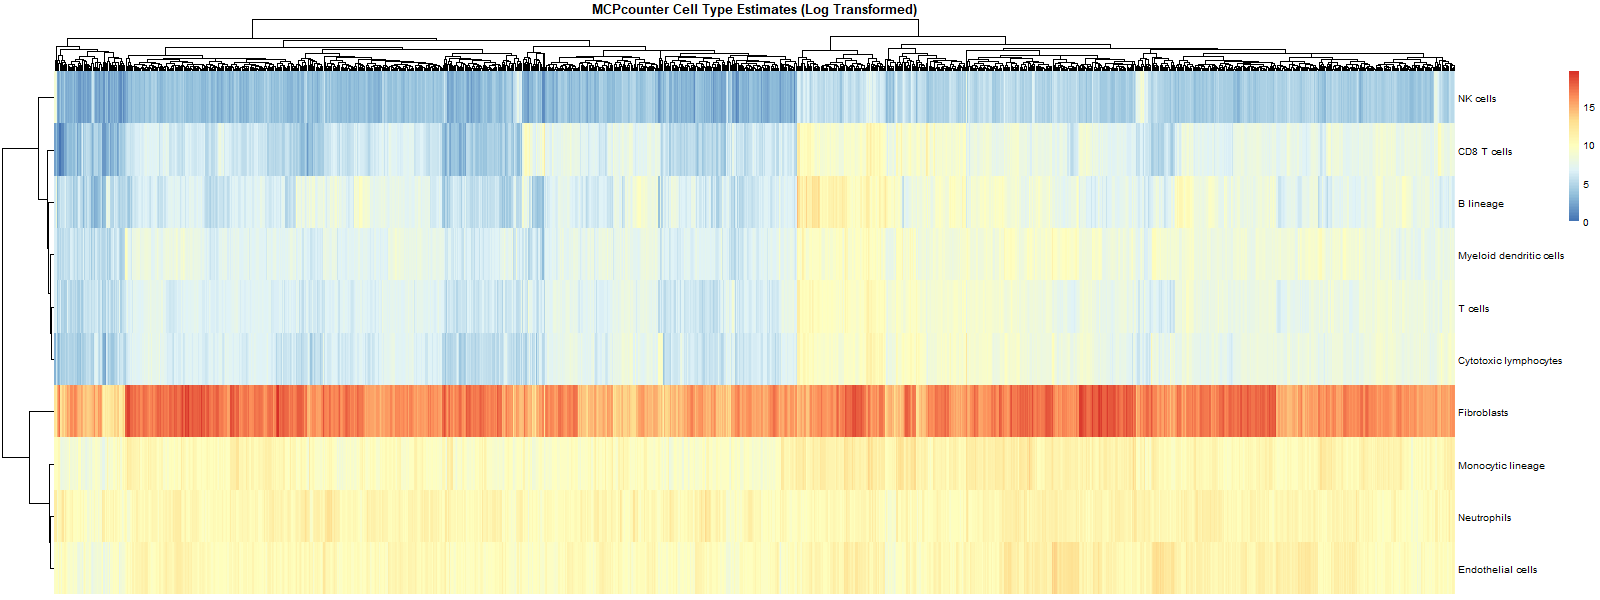 MCPcounter Cell Type Estimates (Log Transformed)
NK cells
CD8 T cells
B lineage
Myeloid dendritic cells
T cells
Cytotoxic lymphocytes
Fibroblasts
Monocytic lineage
Neutrophils
Endothelial cells
15
10
5
0